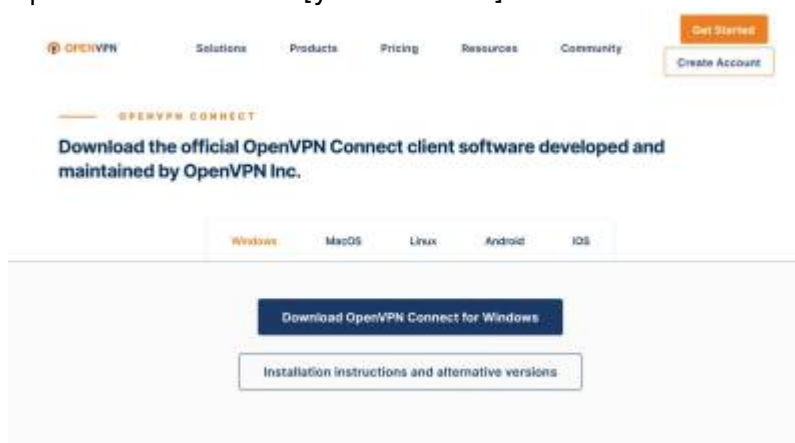 OPENVPN
Solutions
Products
Pricing
Resources
Community
Get Started
Create Account
OPENVPN CONNECT
Download the official OpenVPN Connect client software developed and
maintained by OpenVPN Inc.
Windows
MacOS
Linux
Android
iOS
Download OpenVPN Connect for Windows
Installation instructions and alternative versions